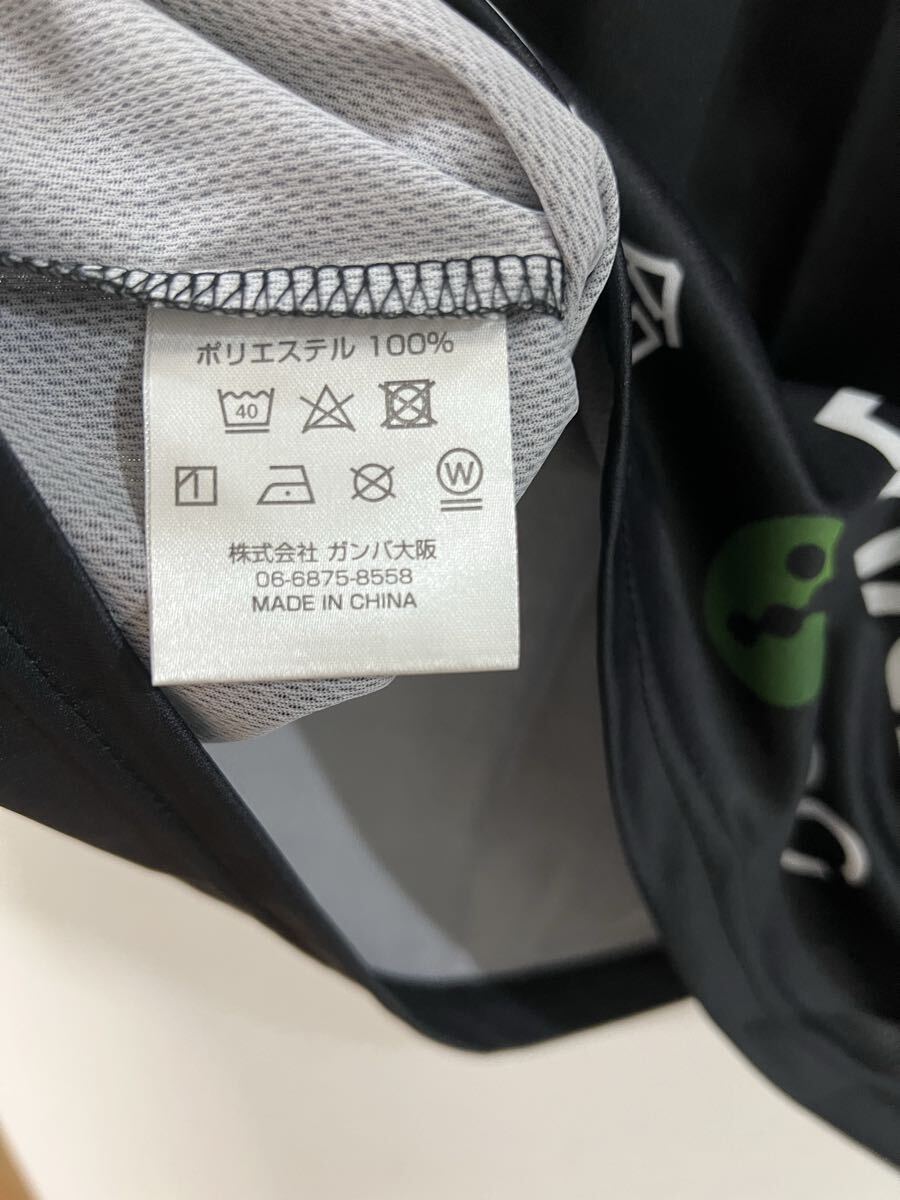 ポリエステル 100%
40
W
株式会社 ガンバ大阪
06-6875-8558
MADE IN CHINA